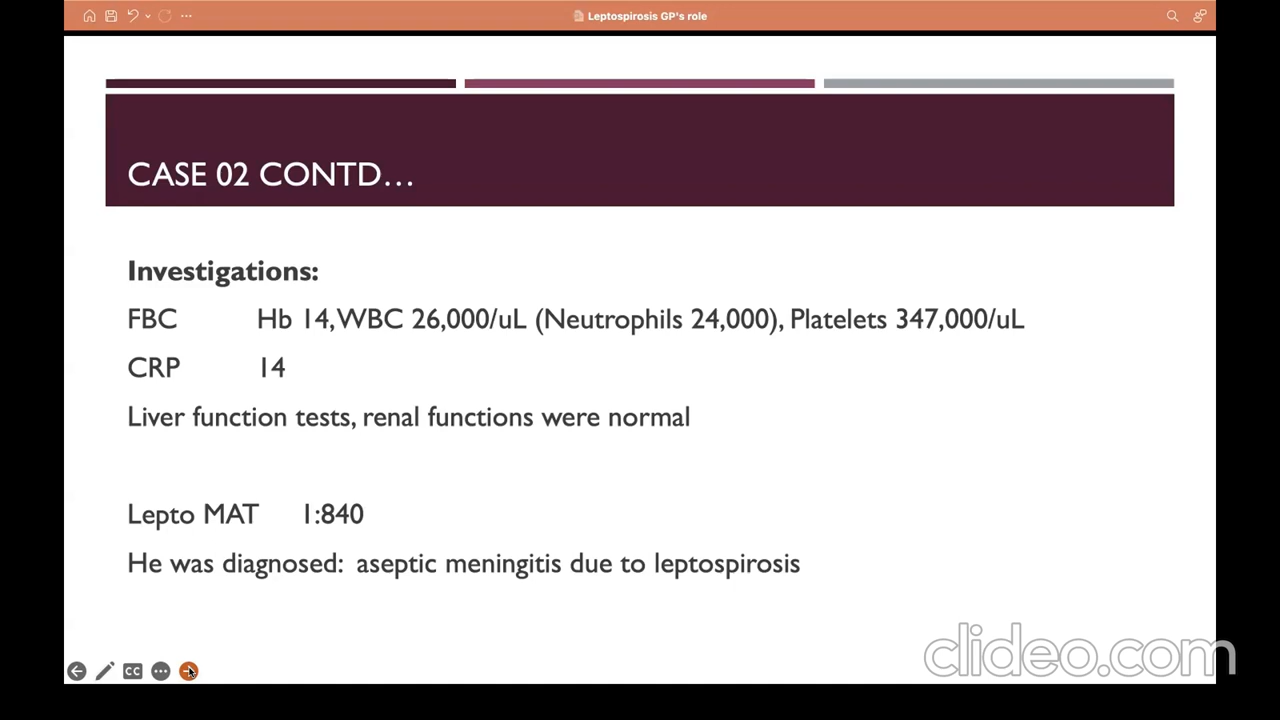 Leptospirosis GP's role
CASE 02 CONTD...
Investigations:
FBC Hb 14, WBC 26,000/uL (Neutrophils 24,000), Platelets 347,000/uL
CRP 14
Liver function tests, renal functions were normal
Lepto MAT 1:840
He was diagnosed: aseptic meningitis due to leptospirosis
CC
clideo.com